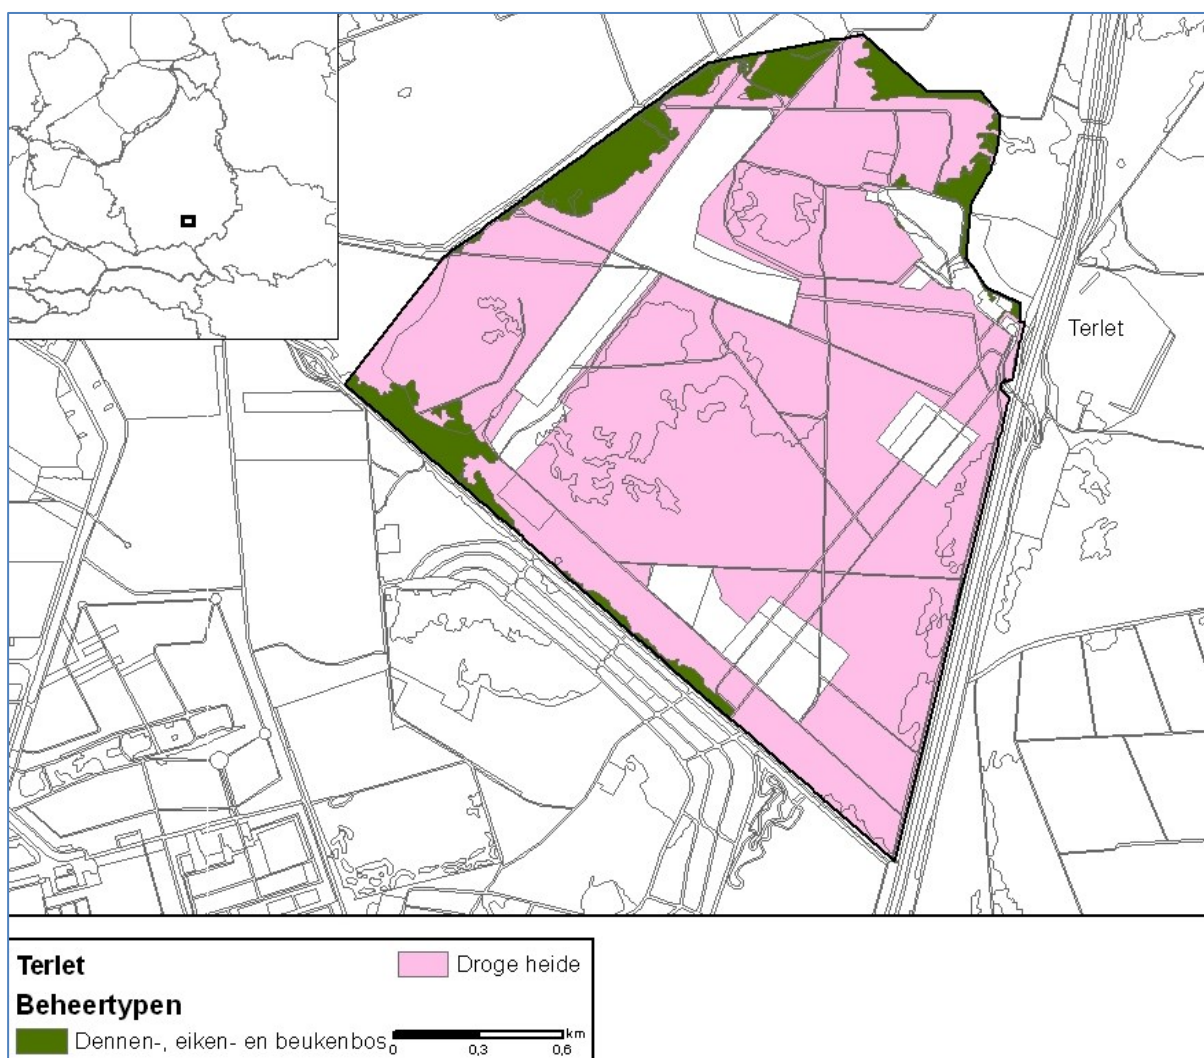 Terlet
Terlet
Droge heide
Beheertypen
Dennen-, eiken- en beukenbos
km
0 0,3 0,6